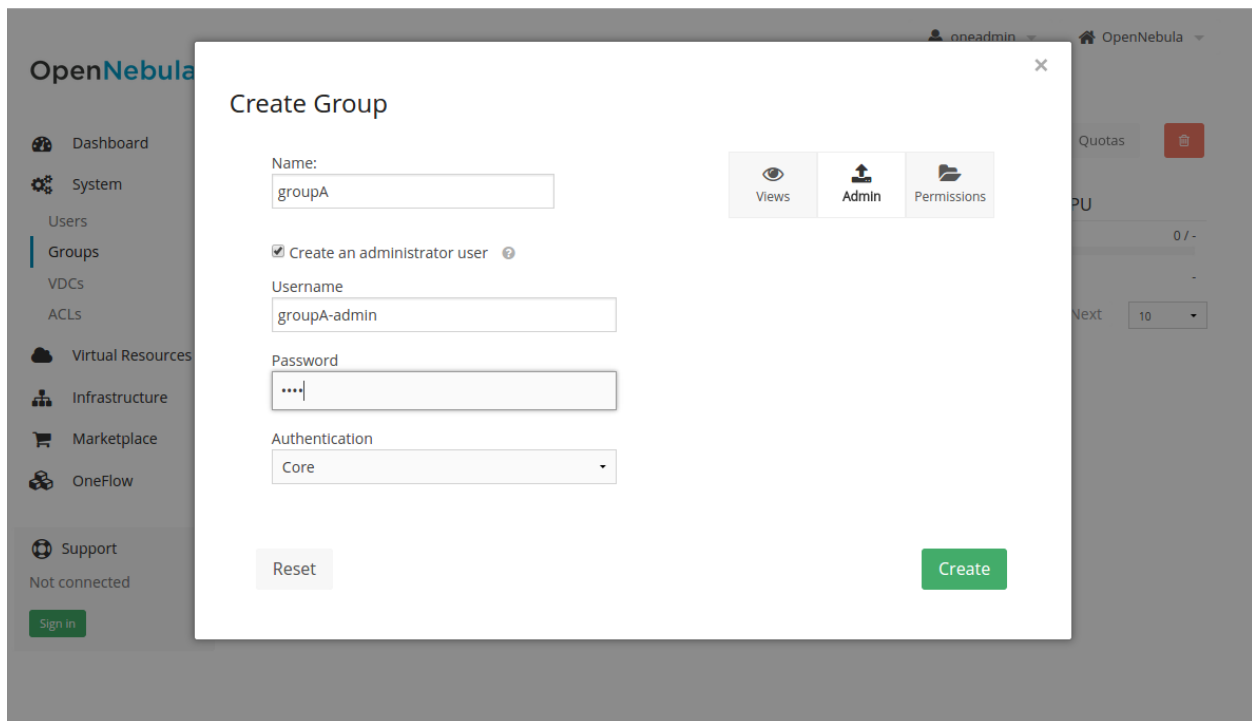 oneadmin
OpenNebula
OpenNebula
×
Create Group
Dashboard
System
Users
Groups
VDCs
ACLs
Virtual Resources
Infrastructure
Marketplace
OneFlow
Support
Not connected
Sign in
Name:
groupA
Views
Admin
Permissions
Create an administrator user
Username
groupA-admin
Password
••••
Authentication
Core
Reset
Create
Quotas
PU
0 / -
-
Next
10